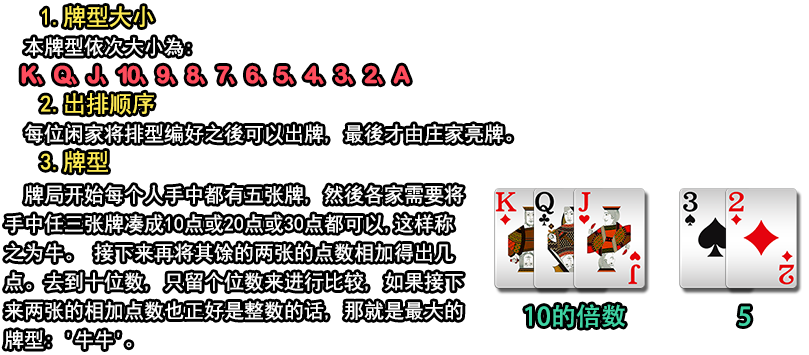 1.牌型大小
本牌型依次大小為:
K、Q、J、10、9、8、7、6、5、4、3、2、A
2.出排顺序
每位闲家将排型编好之後可以出牌, 最後才由庄家亮牌。
3.牌型
牌局开始每个人手中都有五张牌, 然後各家需要将
手中任三张牌凑成10点或20点或30点都可以,这样称
之为牛。 接下来再将其馀的两张的点数相加得出几
点。去到十位数, 只留个位数来进行比较, 如果接下
来两张的相加点数也正好是整数的话, 那就是最大的
牌型: '牛牛'。
K Q J J
3 2 2
10的倍数
5